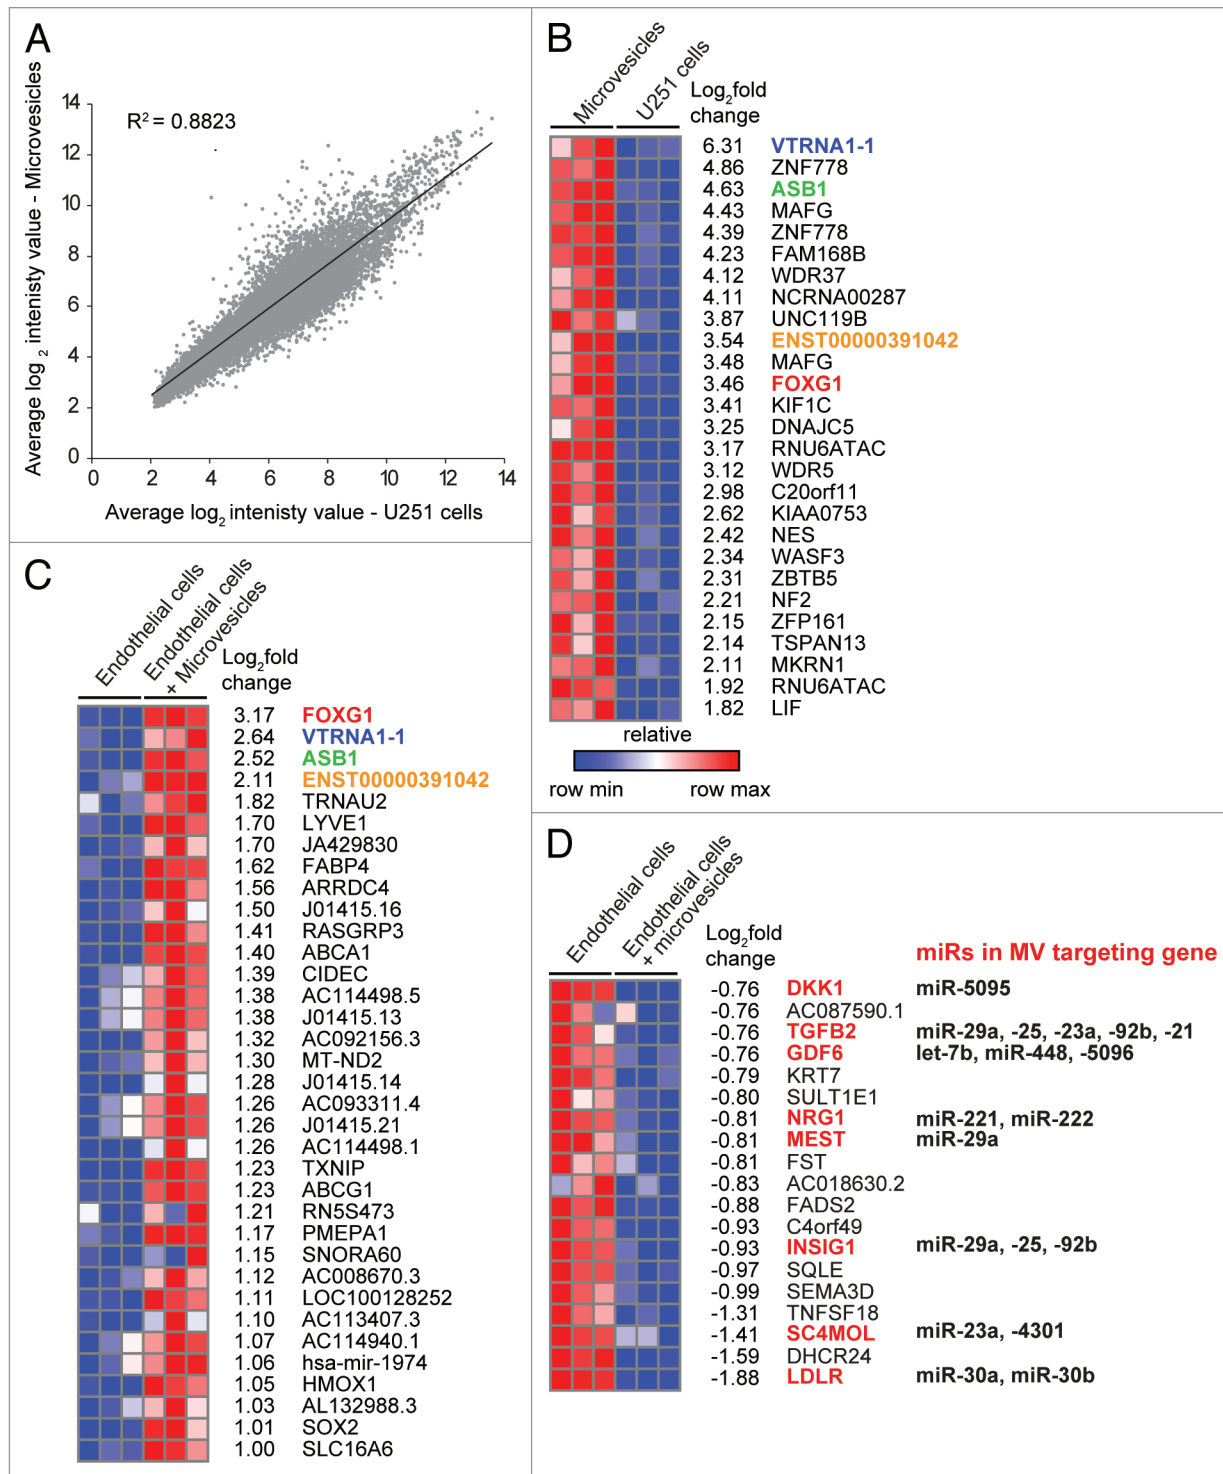 A
Average log 2 intenisty value - Microvesicles
14
12
10
8
6
4
2
0
R2 = 0.8823
0 2 4 6 8 10 12 14
Average log2 intenisty value - U251 cells
B
Microvesicles
U251 cells
Log2fold
change
6.31 VTRNA1-1
4.86 ZNF778
4.63 ASB1
4.43 MAFG
4.39 ZNF778
4.23 FAM168B
4.12 WDR37
4.11 NCRNA00287
3.87 UNC119B
3.54 ENST00000391042
3.48 MAFG
3.46 FOXG1
3.41 KIF1C
3.25 DNAJC5
3.17 RNU6ATAC
3.12 WDR5
2.98 C20orf11
2.62 KIAA0753
2.42 NES
2.34 WASF3
2.31 ZBTB5
2.21 NF2
2.15 ZFP161
2.14 TSPAN13
2.11 MKRN1
1.92 RNU6ATAC
1.82 LIF
relative
row min row max
C
Endothelial cells
Endothelial cells
+ Microvesicles
Log2fold
change
3.17 FOXG1
2.64 VTRNA1-1
2.52 ASB1
2.11 ENST00000391042
1.82 TRNAU2
1.70 LYVE1
1.70 JA429830
1.62 FABP4
1.56 ARRDC4
1.50 J01415.16
1.41 RASGRP3
1.40 ABCA1
1.39 CIDEC
1.38 AC114498.5
1.38 J01415.13
1.32 AC092156.3
1.30 MT-ND2
1.28 J01415.14
1.26 AC093311.4
1.26 J01415.21
1.26 AC114498.1
1.23 TXNIP
1.23 ABCG1
1.21 RN5S473
1.17 PMEPA1
1.15 SNORA60
1.12 AC008670.3
1.11 LOC100128252
1.10 AC113407.3
1.07 AC114940.1
1.06 hsa-mir-1974
1.05 HMOX1
1.03 AL132988.3
1.01 SOX2
1.00 SLC16A6
D
Endothelial cells
Endothelial cells
+ microvesicles
Log2fold
change
miRs in MV targeting gene
-0.76 DKK1 miR-5095
-0.76 AC087590.1
-0.76 TGFB2 miR-29a, -25, -23a, -92b, -21
-0.76 GDF6 let-7b, miR-448, -5096
-0.79 KRT7
-0.80 SULT1E1
-0.81 NRG1 miR-221, miR-222
-0.81 MEST miR-29a
-0.81 FST
-0.83 AC018630.2
-0.88 FADS2
-0.93 C4orf49
-0.93 INSIG1 miR-29a, -25, -92b
-0.97 SQLE
-0.99 SEMA3D
-1.31 TNFSF18
-1.41 SC4MOL miR-23a, -4301
-1.59 DHCR24
-1.88 LDLR miR-30a, miR-30b